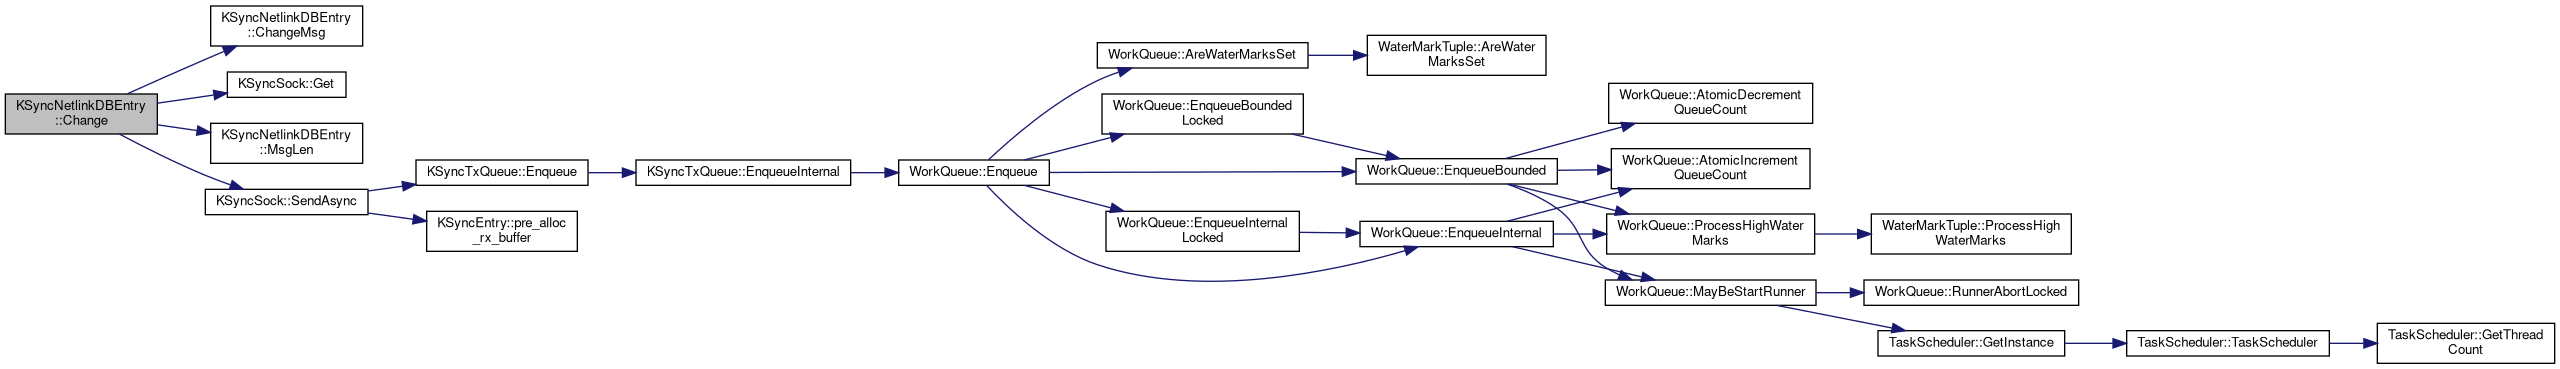 KSyncNetlinkDBEntry
::Change
KSyncNetlinkDBEntry
::ChangeMsg
KSyncSock::Get
KSyncNetlinkDBEntry
::MsgLen
KSyncSock::SendAsync
KSyncTxQueue::Enqueue
KSyncEntry::pre_alloc
_rx_buffer
KSyncTxQueue::EnqueueInternal
WorkQueue::Enqueue
WorkQueue::AreWaterMarksSet
WorkQueue::EnqueueBounded
Locked
WorkQueue::EnqueueInternal
Locked
WaterMarkTuple::AreWater
MarksSet
WorkQueue::EnqueueBounded
WorkQueue::EnqueueInternal
WorkQueue::AtomicDecrement
QueueCount
WorkQueue::AtomicIncrement
QueueCount
WorkQueue::ProcessHighWater
Marks
WorkQueue::MayBeStartRunner
WaterMarkTuple::ProcessHigh
WaterMarks
WorkQueue::RunnerAbortLocked
TaskScheduler::GetInstance
TaskScheduler::TaskScheduler
TaskScheduler::GetThread
Count